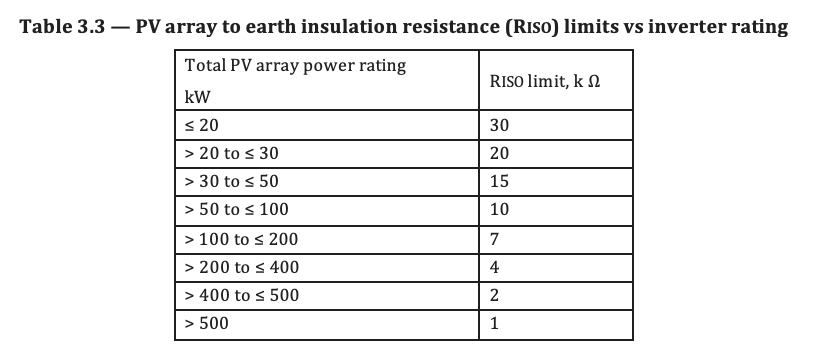 Table 3.3 — PV array to earth insulation resistance (RISO) limits vs inverter rating
Total PV array power rating
kW
RISO limit, k Ω
≤ 20 30
> 20 to ≤ 30 20
> 30 to ≤ 50 15
> 50 to ≤ 100 10
> 100 to ≤ 200 7
> 200 to ≤ 400 4
> 400 to ≤ 500 2
> 500 1